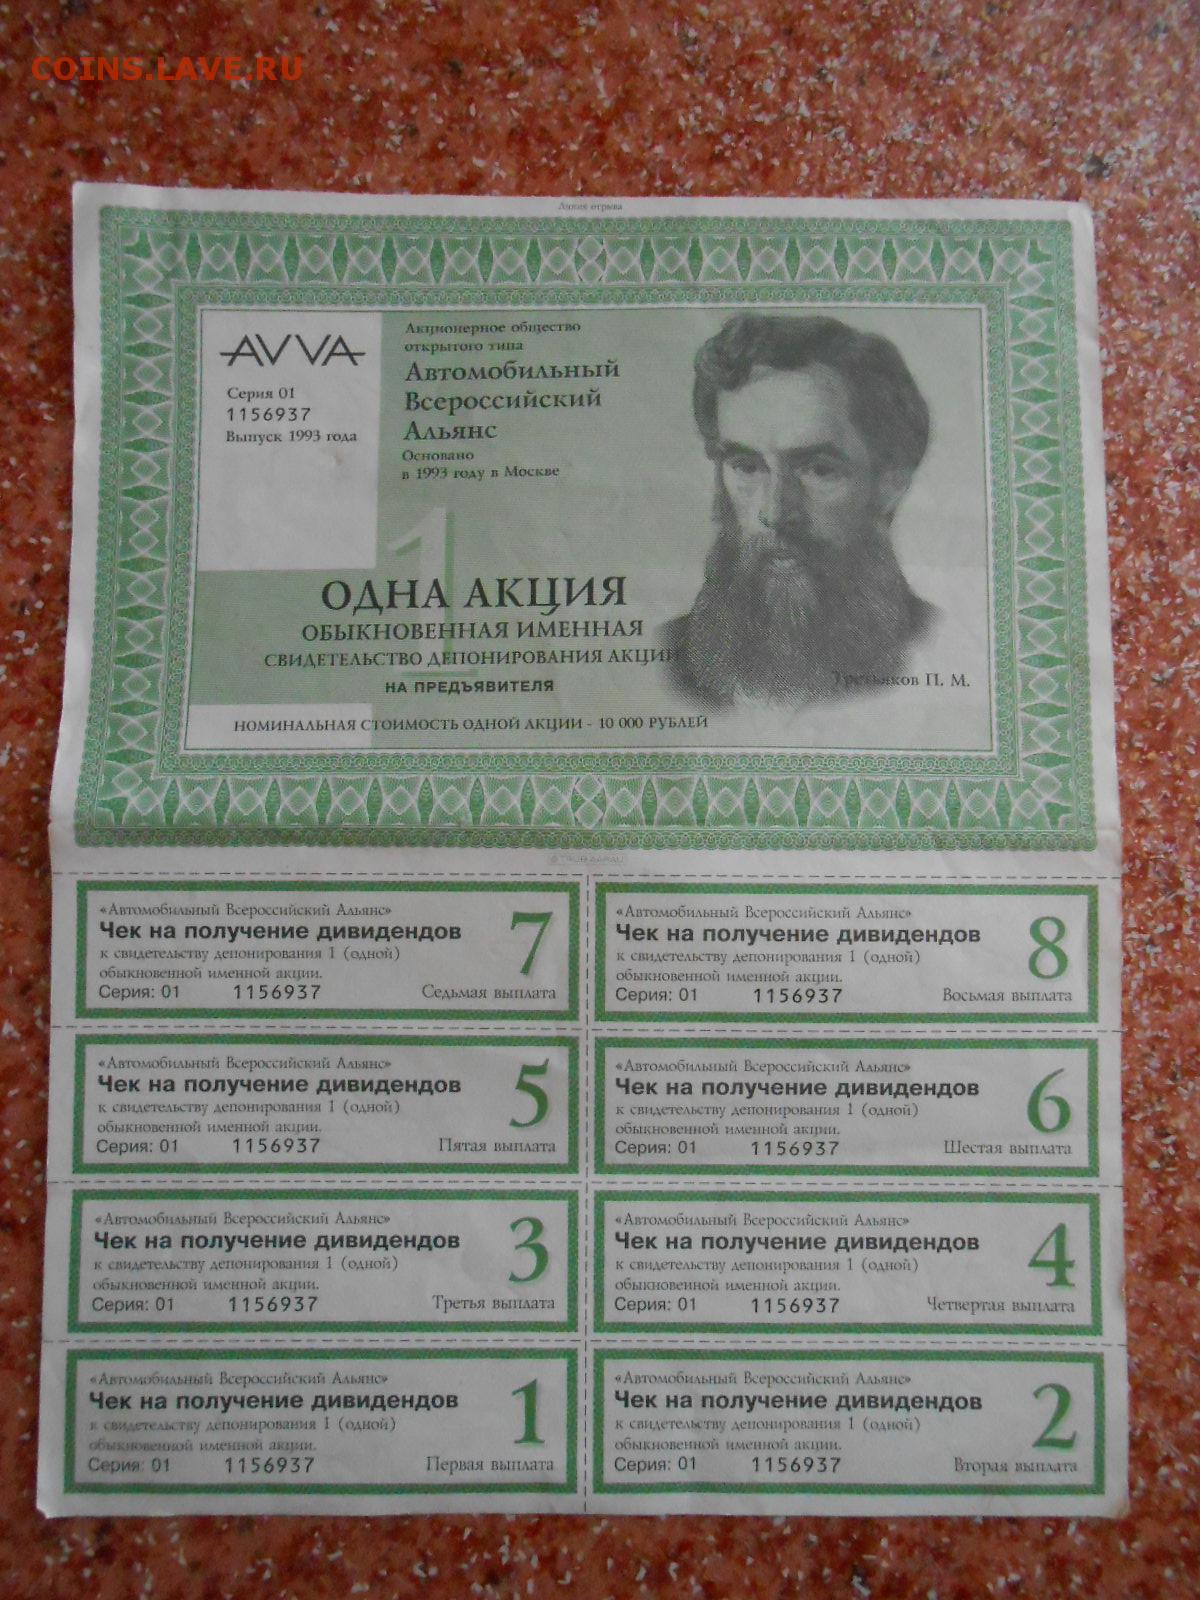 COINS.LAVE.RU
Линия отрыва
AVVA
Серия 01
1156937
Выпуск 1993 года
Акционерное общество
открытого типа
Автомобильный
Всероссийский
Альянс
Основано
в 1993 году в Москве
1
ОДНА АКЦИЯ
ОБЫКНОВЕННАЯ ИМЕННАЯ
СВИДЕТЕЛЬСТВО ДЕПОНИРОВАНИЯ АКЦИИ
НА ПРЕДЪЯВИТЕЛЯ
НОМИНАЛЬНАЯ СТОИМОСТЬ ОДНОЙ АКЦИИ - 10 000 РУБЛЕЙ
Третьяков П. М.
© TRUB AARAU
«Автомобильный Всероссийский Альянс»
Чек на получение дивидендов
7
к свидетельству депонирования 1 (одной)
обыкновенной именной акции.
Серия: 01 1156937 Седьмая выплата
«Автомобильный Всероссийский Альянс»
Чек на получение дивидендов
8
к свидетельству депонирования 1 (одной)
обыкновенной именной акции.
Серия: 01 1156937 Восьмая выплата
«Автомобильный Всероссийский Альянс»
Чек на получение дивидендов
5
к свидетельству депонирования 1 (одной)
обыкновенной именной акции.
Серия: 01 1156937 Пятая выплата
«Автомобильный Всероссийский Альянс»
Чек на получение дивидендов
6
к свидетельству депонирования 1 (одной)
обыкновенной именной акции.
Серия: 01 1156937 Шестая выплата
«Автомобильный Всероссийский Альянс»
Чек на получение дивидендов
3
к свидетельству депонирования 1 (одной)
обыкновенной именной акции.
Серия: 01 1156937 Третья выплата
«Автомобильный Всероссийский Альянс»
Чек на получение дивидендов
4
к свидетельству депонирования 1 (одной)
обыкновенной именной акции.
Серия: 01 1156937 Четвертая выплата
«Автомобильный Всероссийский Альянс»
Чек на получение дивидендов
1
к свидетельству депонирования 1 (одной)
обыкновенной именной акции.
Серия: 01 1156937 Первая выплата
«Автомобильный Всероссийский Альянс»
Чек на получение дивидендов
2
к свидетельству депонирования 1 (одной)
обыкновенной именной акции.
Серия: 01 1156937 Вторая выплата